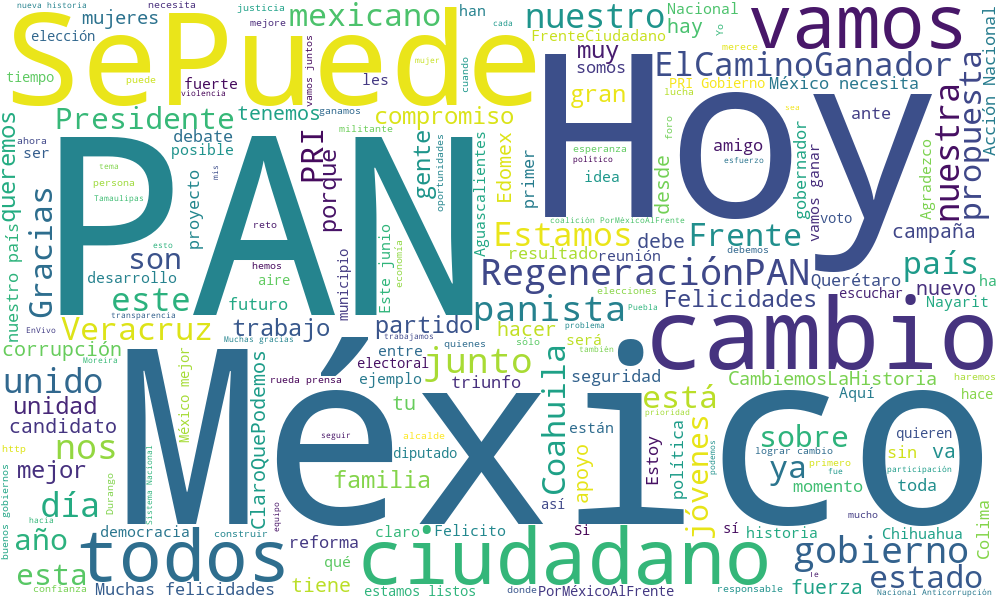 nueva historia
necesita
mujeres
elección
justicia
mejore
han
mexicano
cada
nuestro
FrenteCiudadano
Nacional
hay
Yo
vamos
tiempo
SePuede
puede
violencia
fuerte
mujer
vamos juntos
les
cuando
muy
somos
ElCaminoGanador
merece
Acción Nacional
Presidente
tenemos
ganamos
compromiso
gran
PRI Gobierno
México necesita
propuesta
ahora
ser
debate
posible
PRI
militante
gente
Hoy
lucha
sea
ante
nuestra
nuestro país
queremos
tema
persona
Tamaulipas
proyecto
mis
porque
oportunidades
Aguascalientes
Edomex
primer
esperanza
político
idea
foro
desde
amigo
esfuerzo
gobernador
vamos ganar
voto
Agradezco
Gracias
PAN
reto
coalición PorMéxicoAlFrente
campaña
esto
son
desarrollo
hemos
aire
municipio
Este junio
economía
Estamos
resultado
reunión
debe
Frente
debemos
país
ha
este
futuro
RegeneraciónPAN
Querétaro
nuevo
escuchar
Nayarit
EnVivo
transparencia
Veracruz
trabajo
Muchas gracias
partido
trabajamos
panista
elecciones
Puebla
Felicidades
corrupción
Moreira
entre
quienes
hacer
sólo
problema
será
también
cambio
unido
México mejor
rueda prensa
electoral
ejemplo
junto
triunfo
Coahuila
seguridad
CambiemosLaHistoria
haremos
unidad
candidato
ClaroQuePodemos
tu
está
Aquí
hace
http
nos
México
seguir
alcalde
diputado
están
apoyo
prioridad
Estoy
política
jóvenes
podemos
sobre
lograr cambio
quieren
sin
va
mejor
Durango
Sistema Nacional
familia
así
ya
primero
fue
participación
momento
toda
buenos gobiernos
día
hacia
democracia
construir
equipo
claro
Felicito
Si
sí
historia
mucho
Chihuahua
Colima
año
todos
reforma
qué
ciudadano
gobierno
le
estado
esta
confianza
Muchas felicidades
tiene
estamos listos
donde
PorMéxicoAlFrente
responsable
fuerza
Nacional Anticorrupción